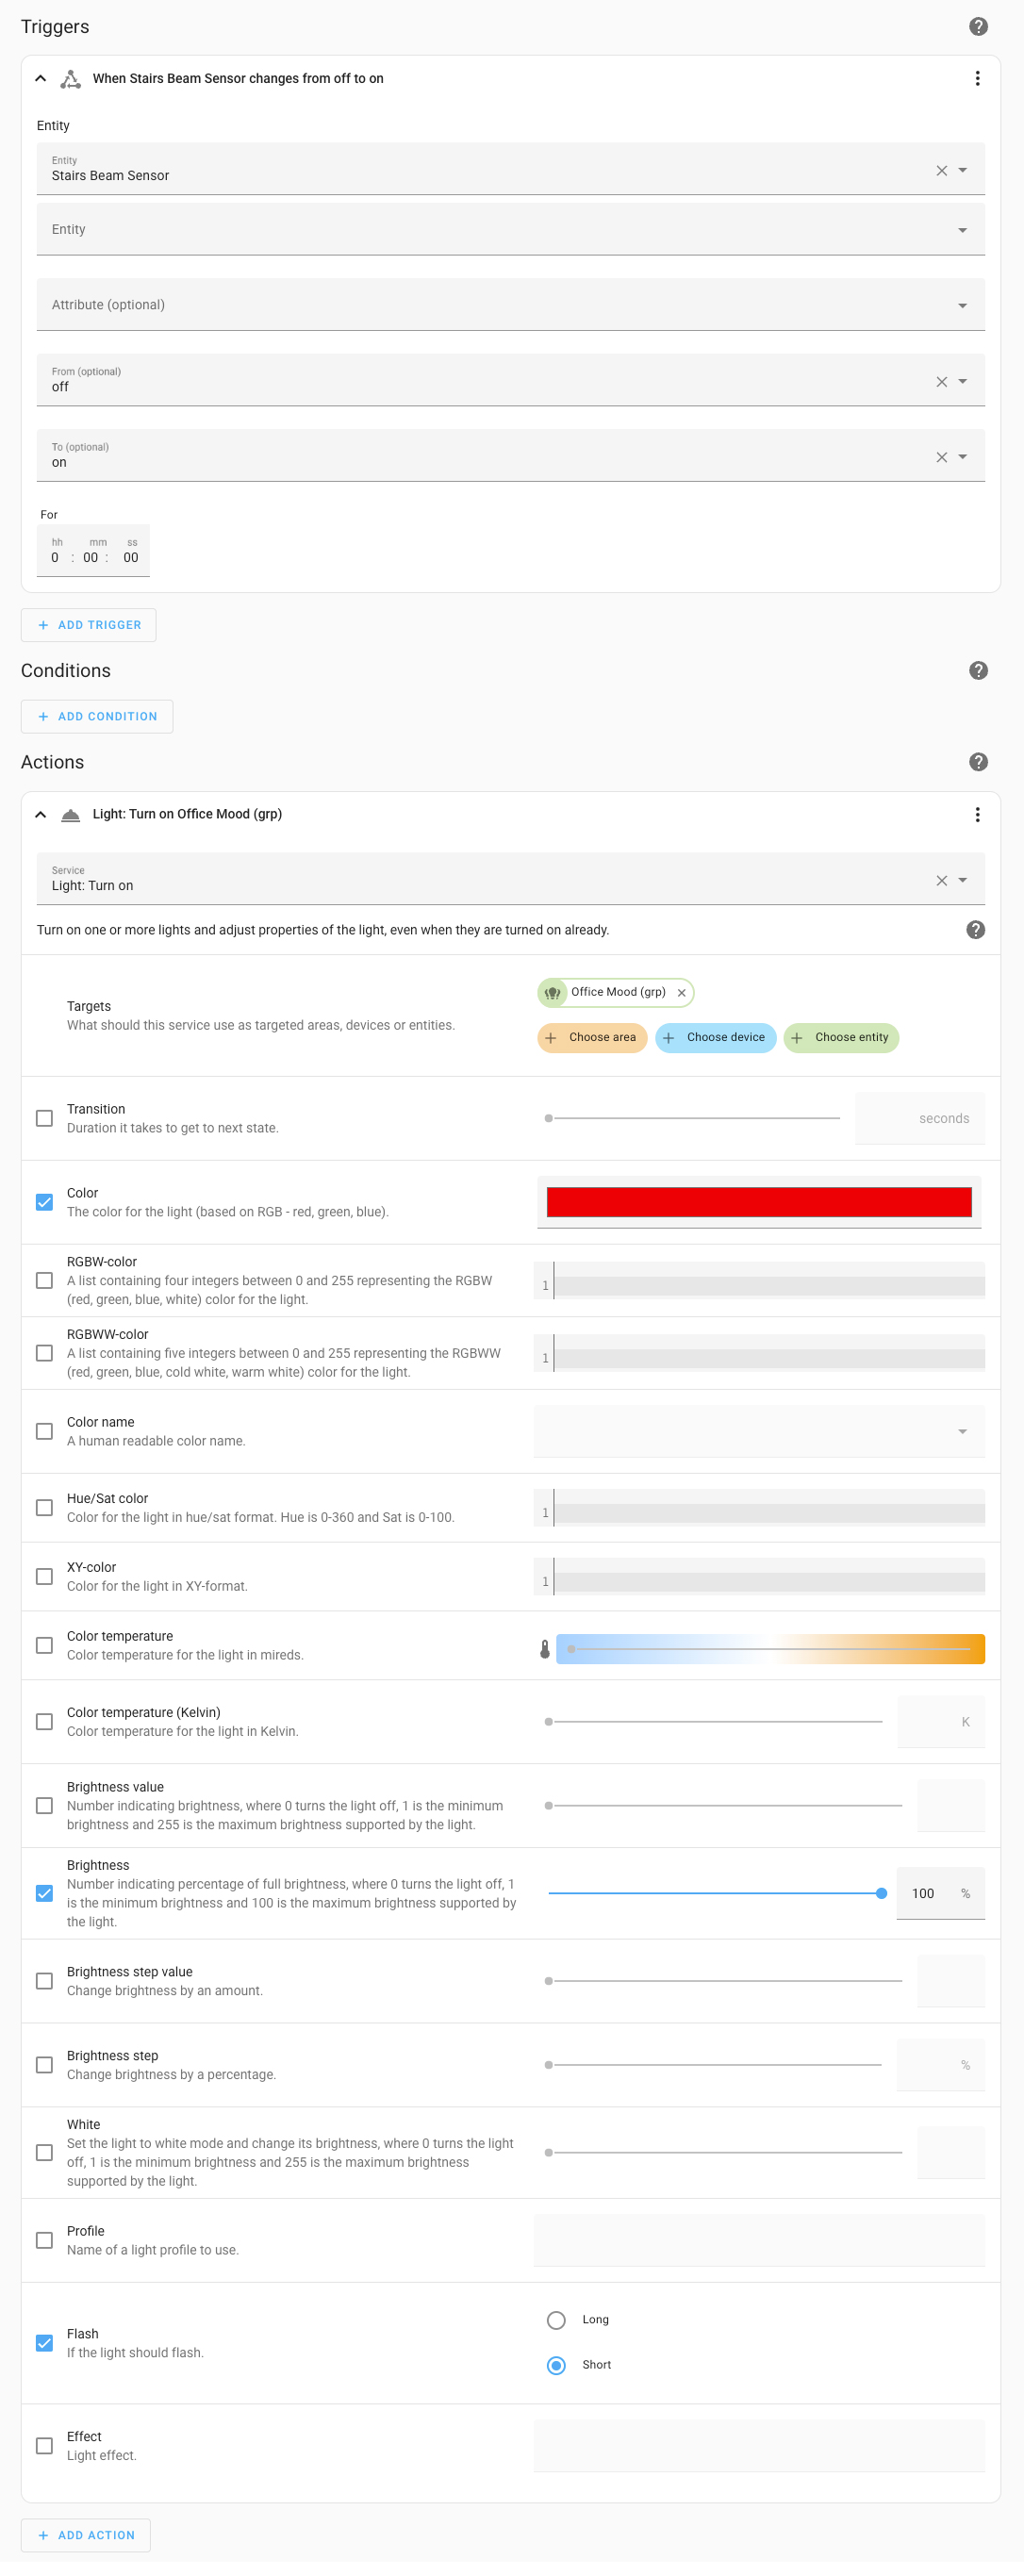 Triggers
When Stairs Beam Sensor changes from off to on
Entity
Entity
Stairs Beam Sensor
Entity
Attribute (optional)
From (optional)
off
To (optional)
on
For
hh mm ss
0 : 00 : 00
+ ADD TRIGGER
Conditions
+ ADD CONDITION
Actions
Light: Turn on Office Mood (grp)
Service
Light: Turn on
Turn on one or more lights and adjust properties of the light, even when they are turned on already.
Office Mood (grp)
Targets
What should this service use as targeted areas, devices or entities.
Choose area Choose device Choose entity
Transition
Duration it takes to get to next state.
seconds
Color
The color for the light (based on RGB - red, green, blue).
RGBW-color
A list containing four integers between 0 and 255 representing the RGBW
(red, green, blue, white) color for the light.
1
RGBWW-color
A list containing five integers between 0 and 255 representing the RGBWW
(red, green, blue, cold white, warm white) color for the light.
1
Color name
A human readable color name.
Hue/Sat color
Color for the light in hue/sat format. Hue is 0-360 and Sat is 0-100.
1
XY-color
Color for the light in XY-format.
1
Color temperature
Color temperature for the light in mireds.
Color temperature (Kelvin)
Color temperature for the light in Kelvin.
K
Brightness value
Number indicating brightness, where 0 turns the light off, 1 is the minimum
brightness and 255 is the maximum brightness supported by the light.
Brightness
Number indicating percentage of full brightness, where 0 turns the light off, 1
is the minimum brightness and 100 is the maximum brightness supported by
the light.
100 %
Brightness step value
Change brightness by an amount.
Brightness step
Change brightness by a percentage.
%
White
Set the light to white mode and change its brightness, where 0 turns the light
off, 1 is the minimum brightness and 255 is the maximum brightness
supported by the light.
Profile
Name of a light profile to use.
Flash
If the light should flash.
Long
Short
Effect
Light effect.
+ ADD ACTION